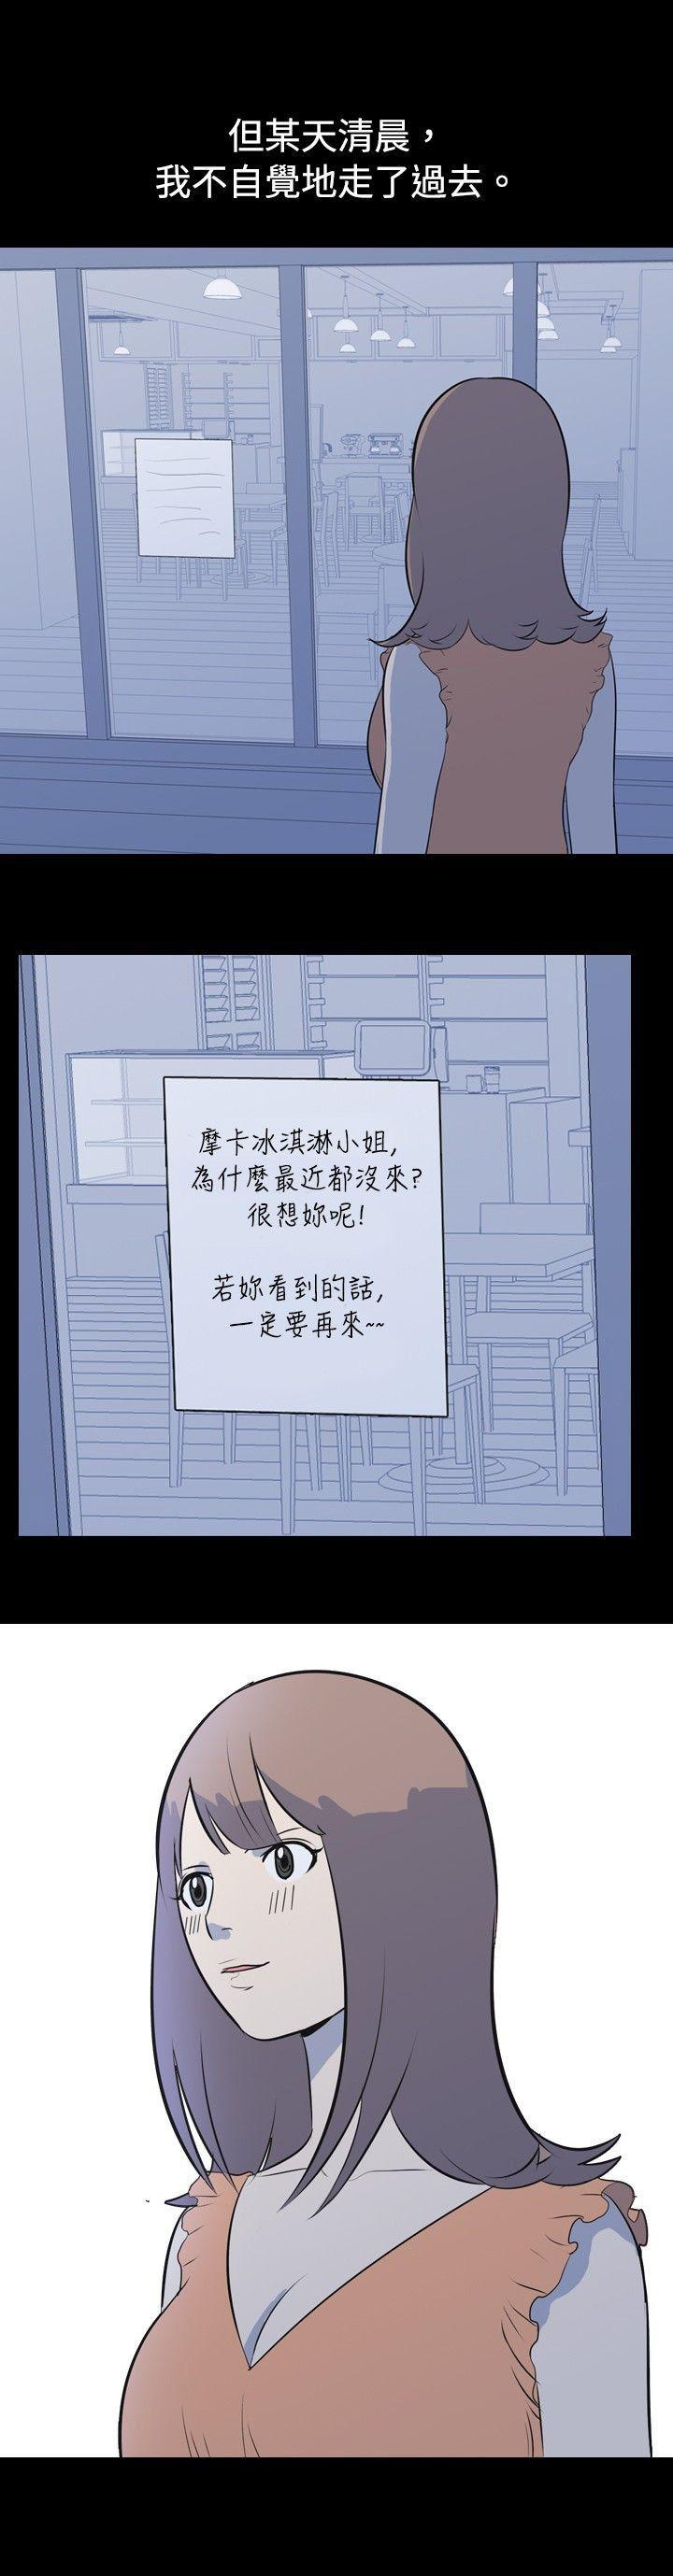 但某天清晨，
我不自覺地走了過去。
摩卡冰淇淋小姐,
為什麼最近都沒來?
很想妳呢!
若妳看到的話,
一定要再來~~